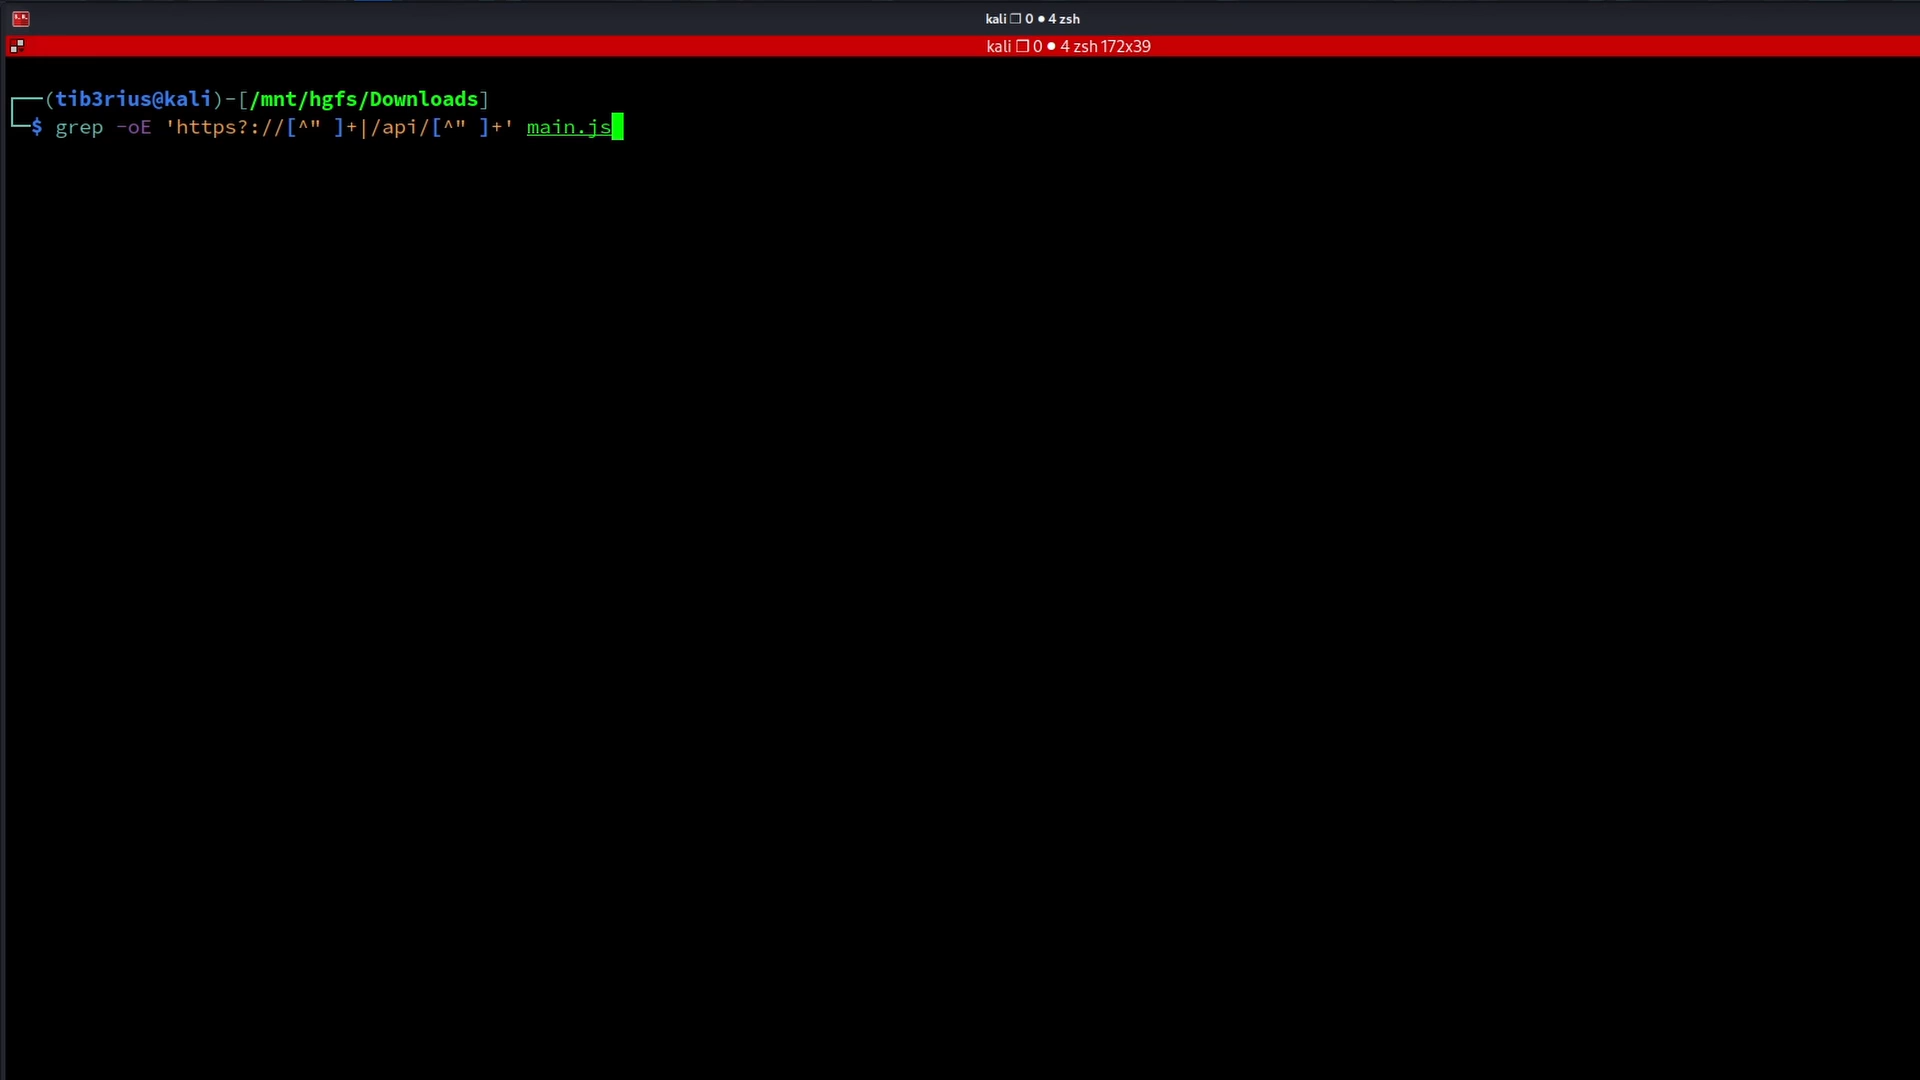 kali ❐ 0 ● 4 zsh
kali ❐ 0 ● 4 zsh 172x39
┌──(tib3rius@kali)-[/mnt/hgfs/Downloads]
└─$ grep -oE 'https?://[^" ]+|/api/[^" ]+' main.js